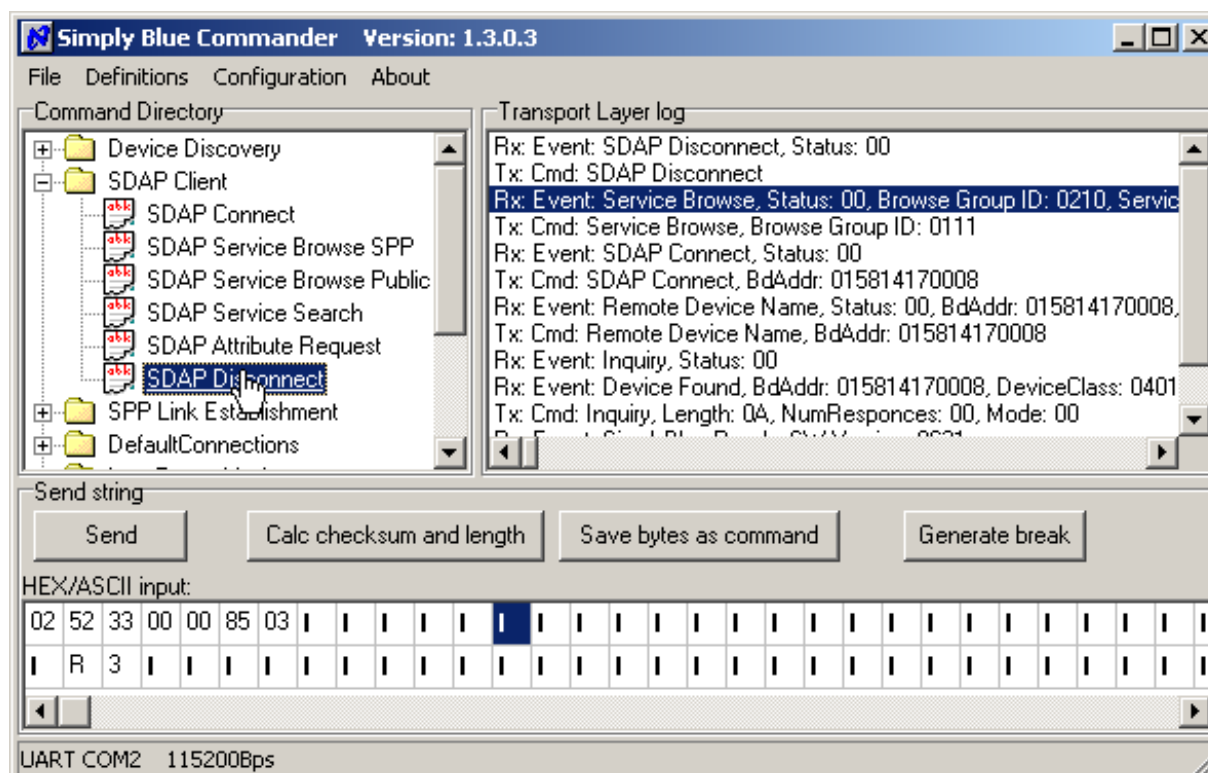 Simply Blue Commander Version: 1.3.0.3
File Definitions Configuration About
Command Directory
Device Discovery
SDAP Client
SDAP Connect
SDAP Service Browse SPP
SDAP Service Browse Public
SDAP Service Search
SDAP Attribute Request
SDAP Disconnect
SPP Link Establishment
DefaultConnections
Transport Layer log
Rx: Event: SDAP Disconnect, Status: 00
Tx: Cmd: SDAP Disconnect
Rx: Event: Service Browse, Status: 00, Browse Group ID: 0210, Servic
Tx: Cmd: Service Browse, Browse Group ID: 0111
Rx: Event: SDAP Connect, Status: 00
Tx: Cmd: SDAP Connect, BdAddr: 015814170008
Rx: Event: Remote Device Name, Status: 00, BdAddr: 015814170008,
Tx: Cmd: Remote Device Name, BdAddr: 015814170008
Rx: Event: Inquiry, Status: 00
Rx: Event: Device Found, BdAddr: 015814170008, DeviceClass: 0401
Tx: Cmd: Inquiry, Length: 0A, NumResponces: 00, Mode: 00
Send string
Send Calc checksum and length Save bytes as command Generate break
HEX/ASCII input:
02 52 33 00 00 85 03
R 3
UART COM2 115200Bps